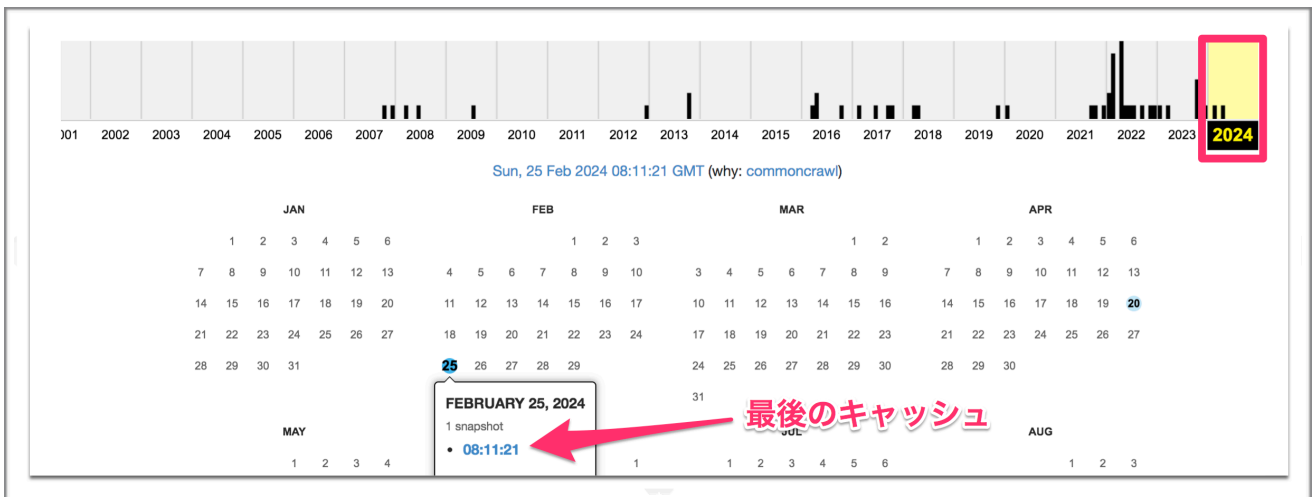 001 2002 2003 2004 2005 2006 2007 2008 2009 2010 2011 2012 2013 2014 2015 2016 2017 2018 2019 2020 2021 2022 2023 2024
Sun, 25 Feb 2024 08:11:21 GMT (why: commoncrawl)
JAN FEB MAR APR
1 2 3 4 5 6 1 2 3 1 2 1 2 3 4 5 6
7 8 9 10 11 12 13 4 5 6 7 8 9 10 3 4 5 6 7 8 9 7 8 9 10 11 12 13
14 15 16 17 18 19 20 11 12 13 14 15 16 17 10 11 12 13 14 15 16 14 15 16 17 18 19 20
21 22 23 24 25 26 27 18 19 20 21 22 23 24 17 18 19 20 21 22 23 21 22 23 24 25 26 27
28 29 30 31 25 26 27 28 29 24 25 26 27 28 29 30 28 29 30
31
FEBRUARY 25, 2024
1 snapshot
• 08:11:21
最後のキャッシュ
MAY JUL AUG
1 2 3 4 1 1 2 3 4 5 6 1 2 3